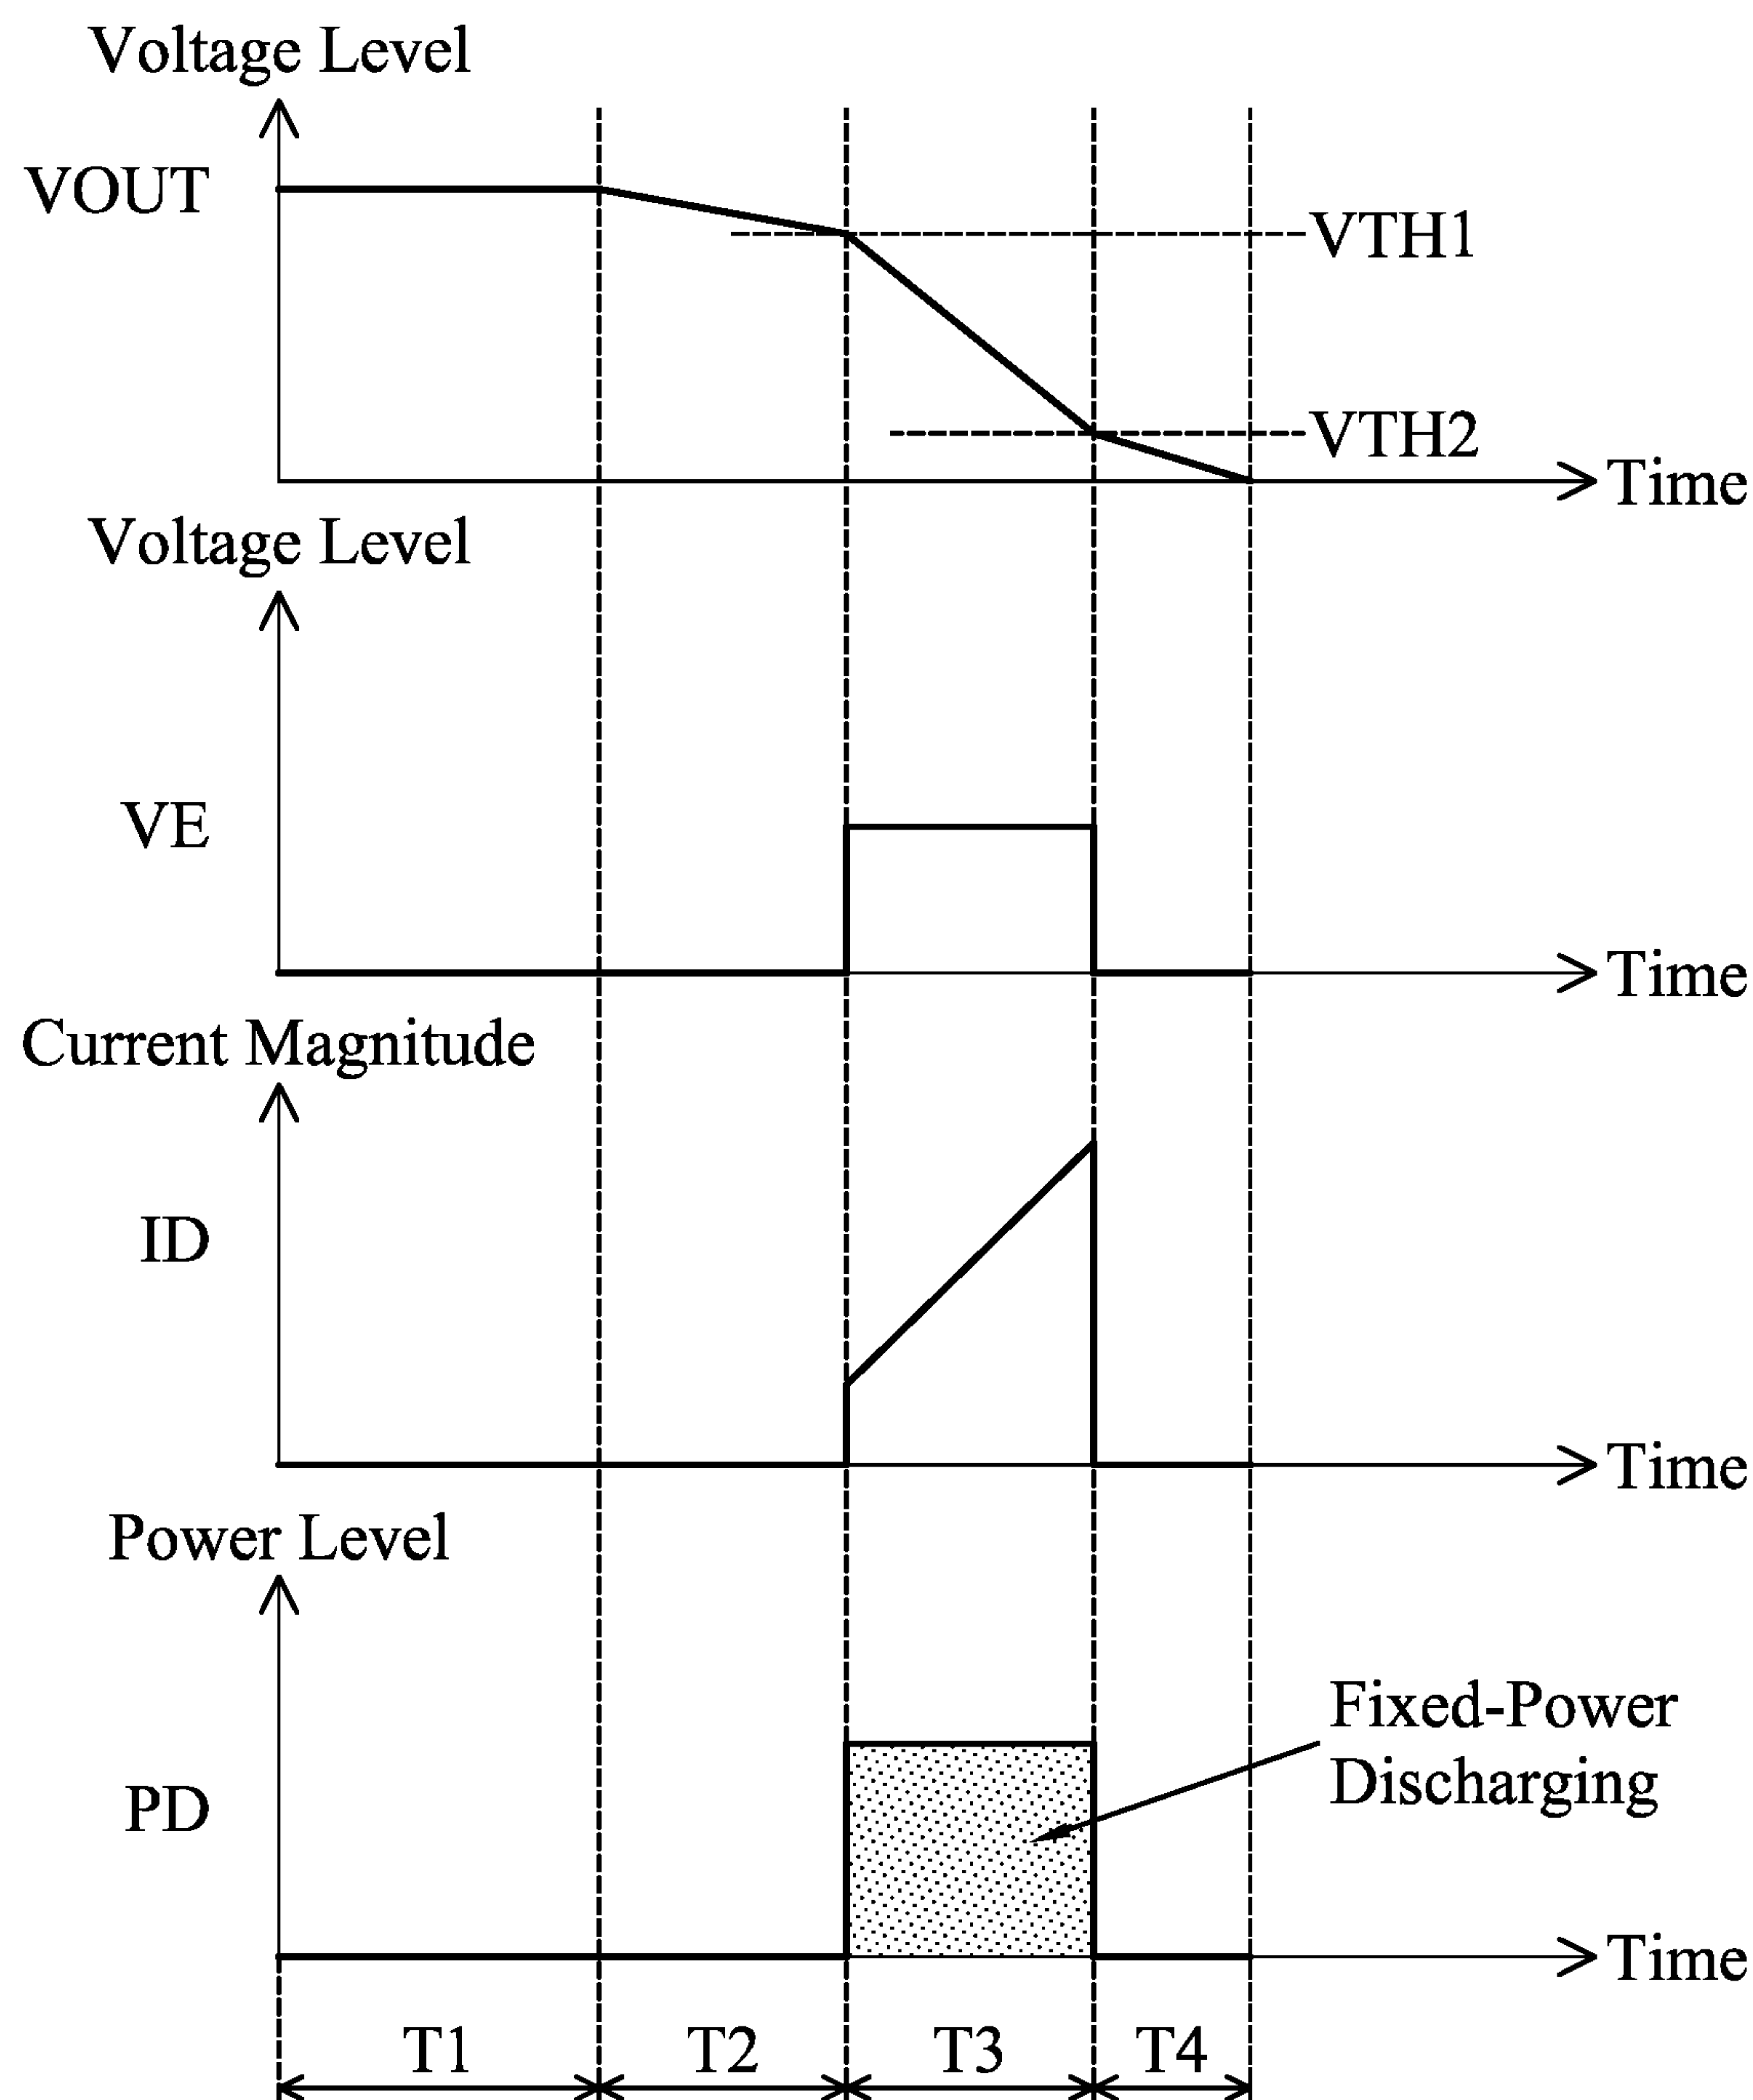 Voltage Level
VOUT
VTH1
VTH2
Time
Voltage Level
VE
Time
Current Magnitude
ID
Time
Power Level
Fixed-Power
Discharging
PD
Time
T1
T2
T3
T4